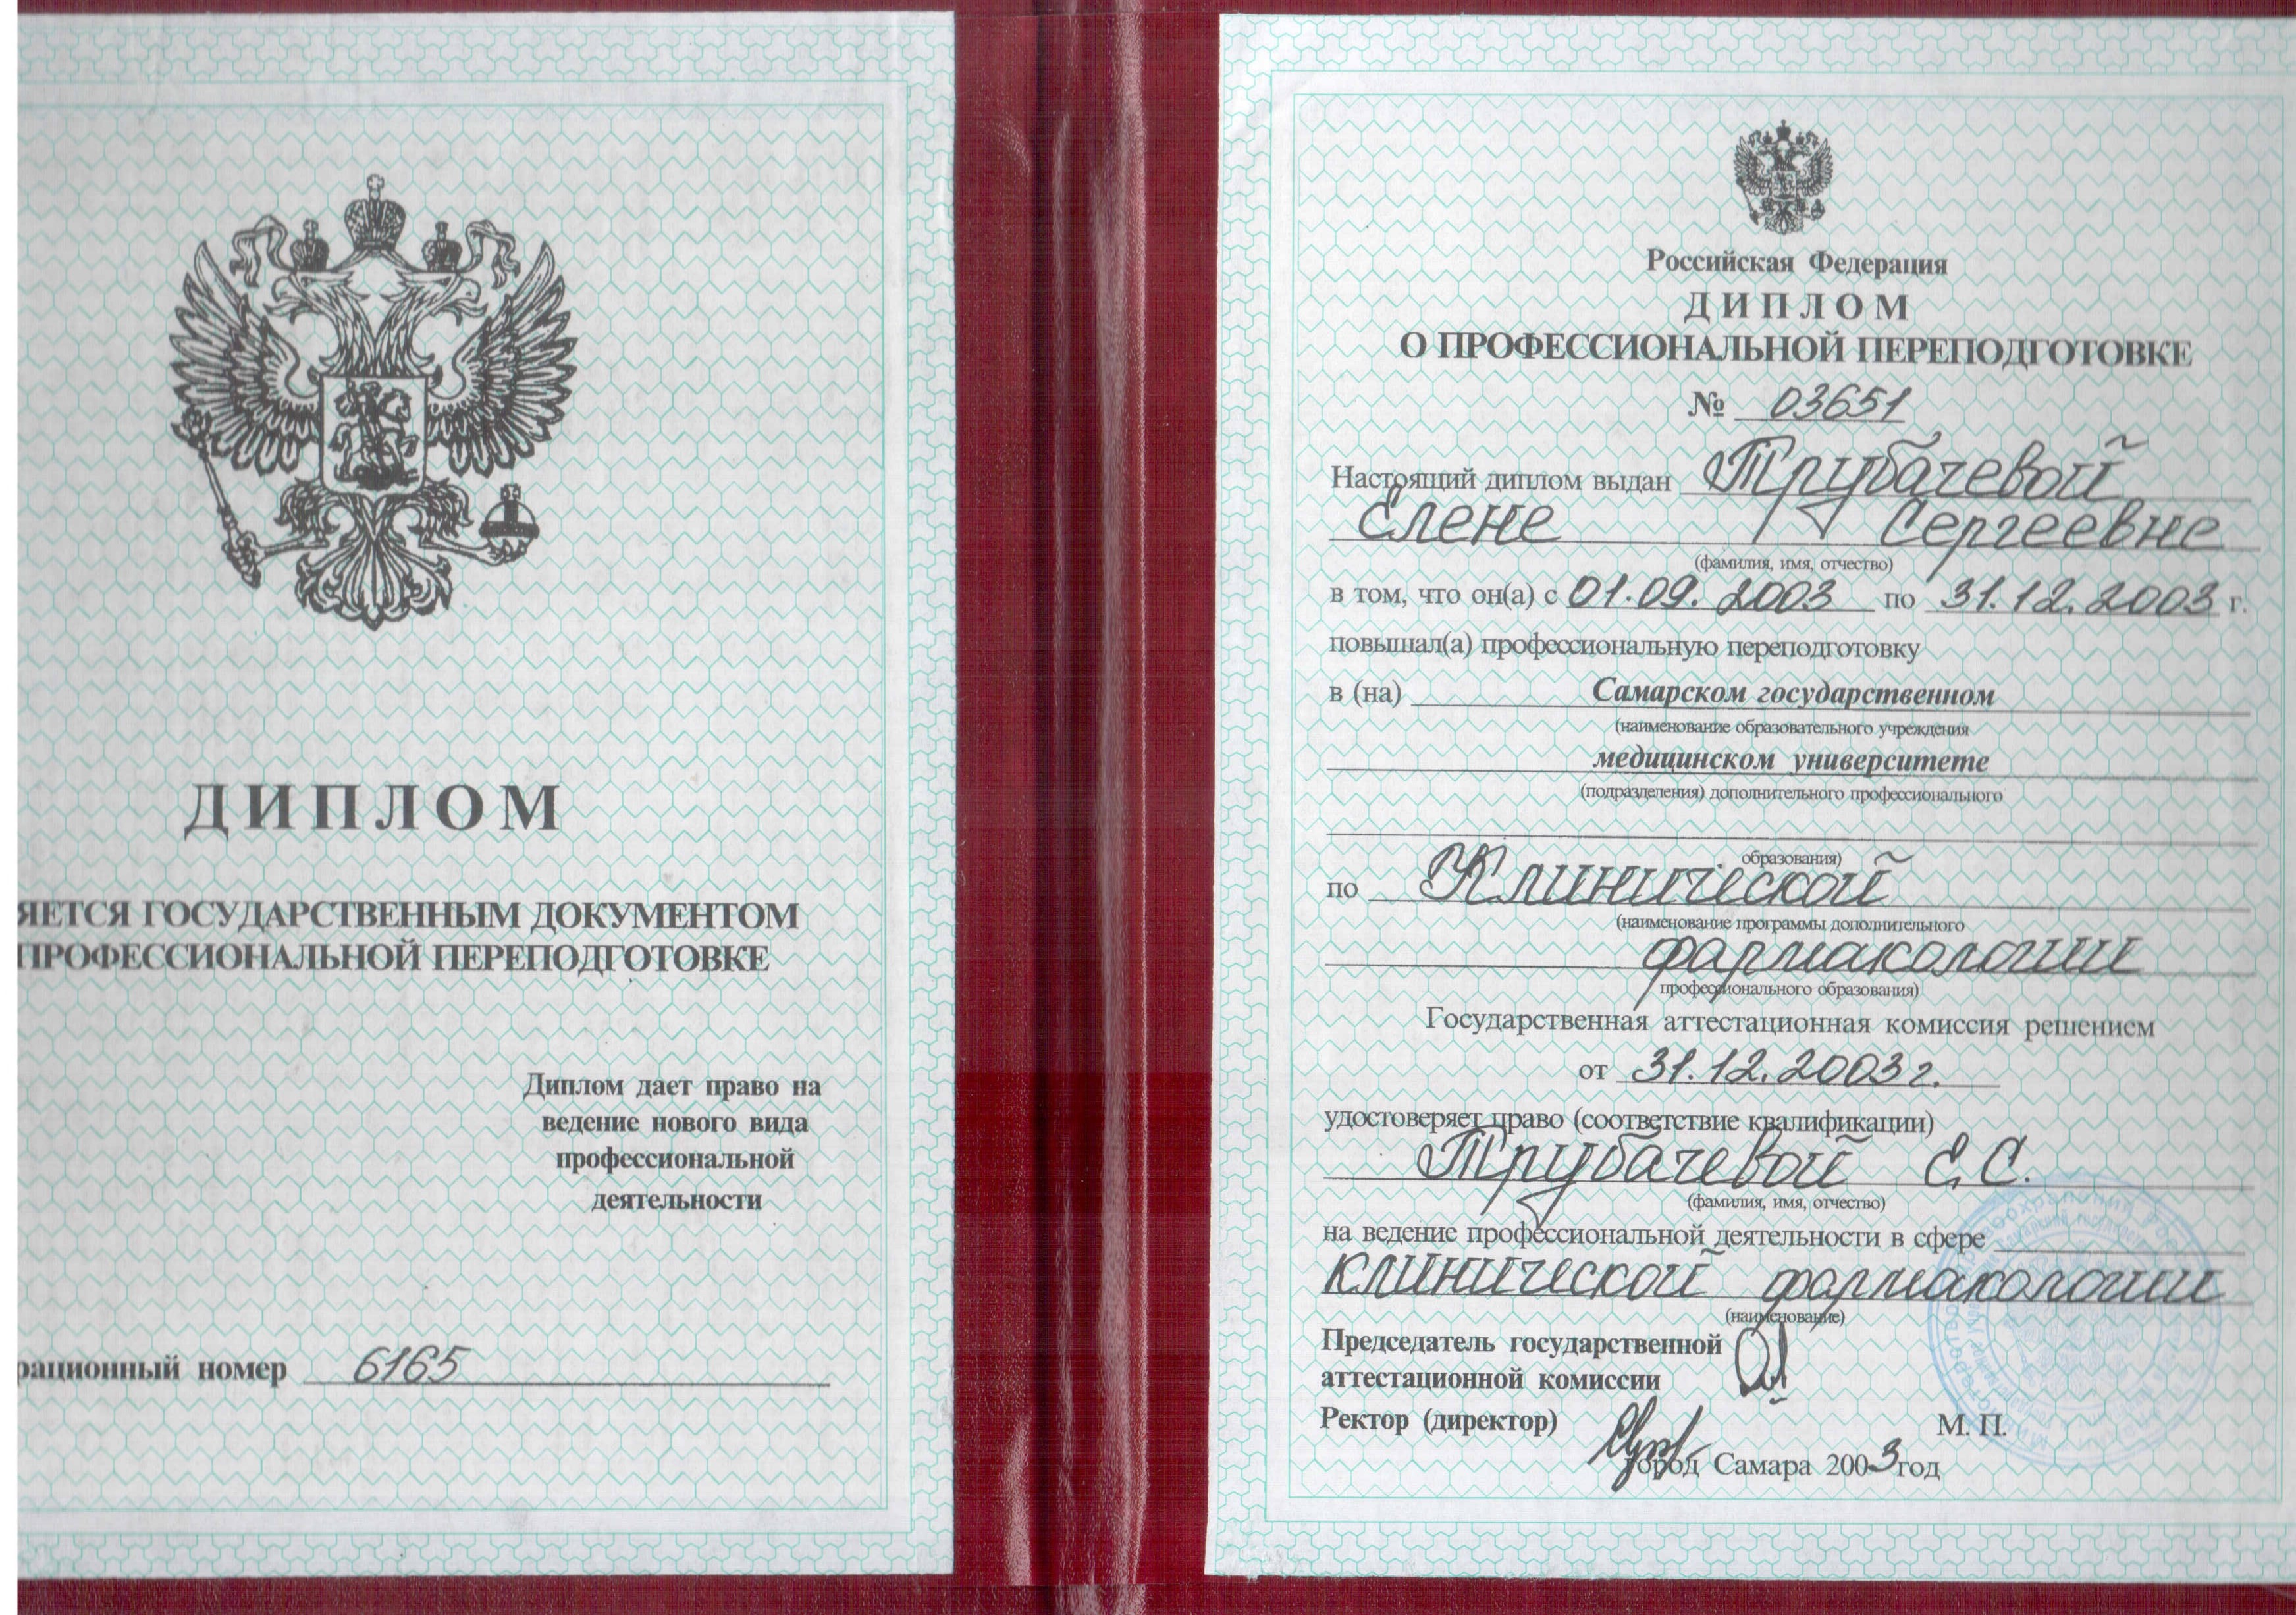 ДИПЛОМ
ЯЕТСЯ ГОСУДАРСТВЕННЫМ ДОКУМЕНТОМ
ПРОФЕССИОНАЛЬНОЙ ПЕРЕПОДГОТОВКЕ
Диплом дает право на
ведение нового вида
профессиональной
деятельности
рационный номер 6165
Российская Федерация
ДИПЛОМ
О ПРОФЕССИОНАЛЬНОЙ ПЕРЕПОДГОТОВКЕ
№ 03651
Настоящий диплом выдан Трубачевой
Елене Сергеевне
(фамилия, имя, отчество)
в том, что он(а) с 01.09.2003 по 31.12.2003 г.
повышал(а) профессиональную переподготовку
в (на) Самарском государственном
(наименование образовательного учреждения
медицинском университете
(подразделения) дополнительного профессионального
образования)
по Клинической
(наименование программы дополнительного
фармакологии
профессионального образования)
Государственная аттестационная комиссия решением
от 31.12.2003 г.
удостоверяет право (соответствие квалификации)
Трубачевой Е.С.
(фамилия, имя, отчество)
на ведение профессиональной деятельности в сфере
клинической фармакологии
(наименование)
Председатель государственной
аттестационной комиссии
Ректор (директор)
М. П.
город Самара 2003 год